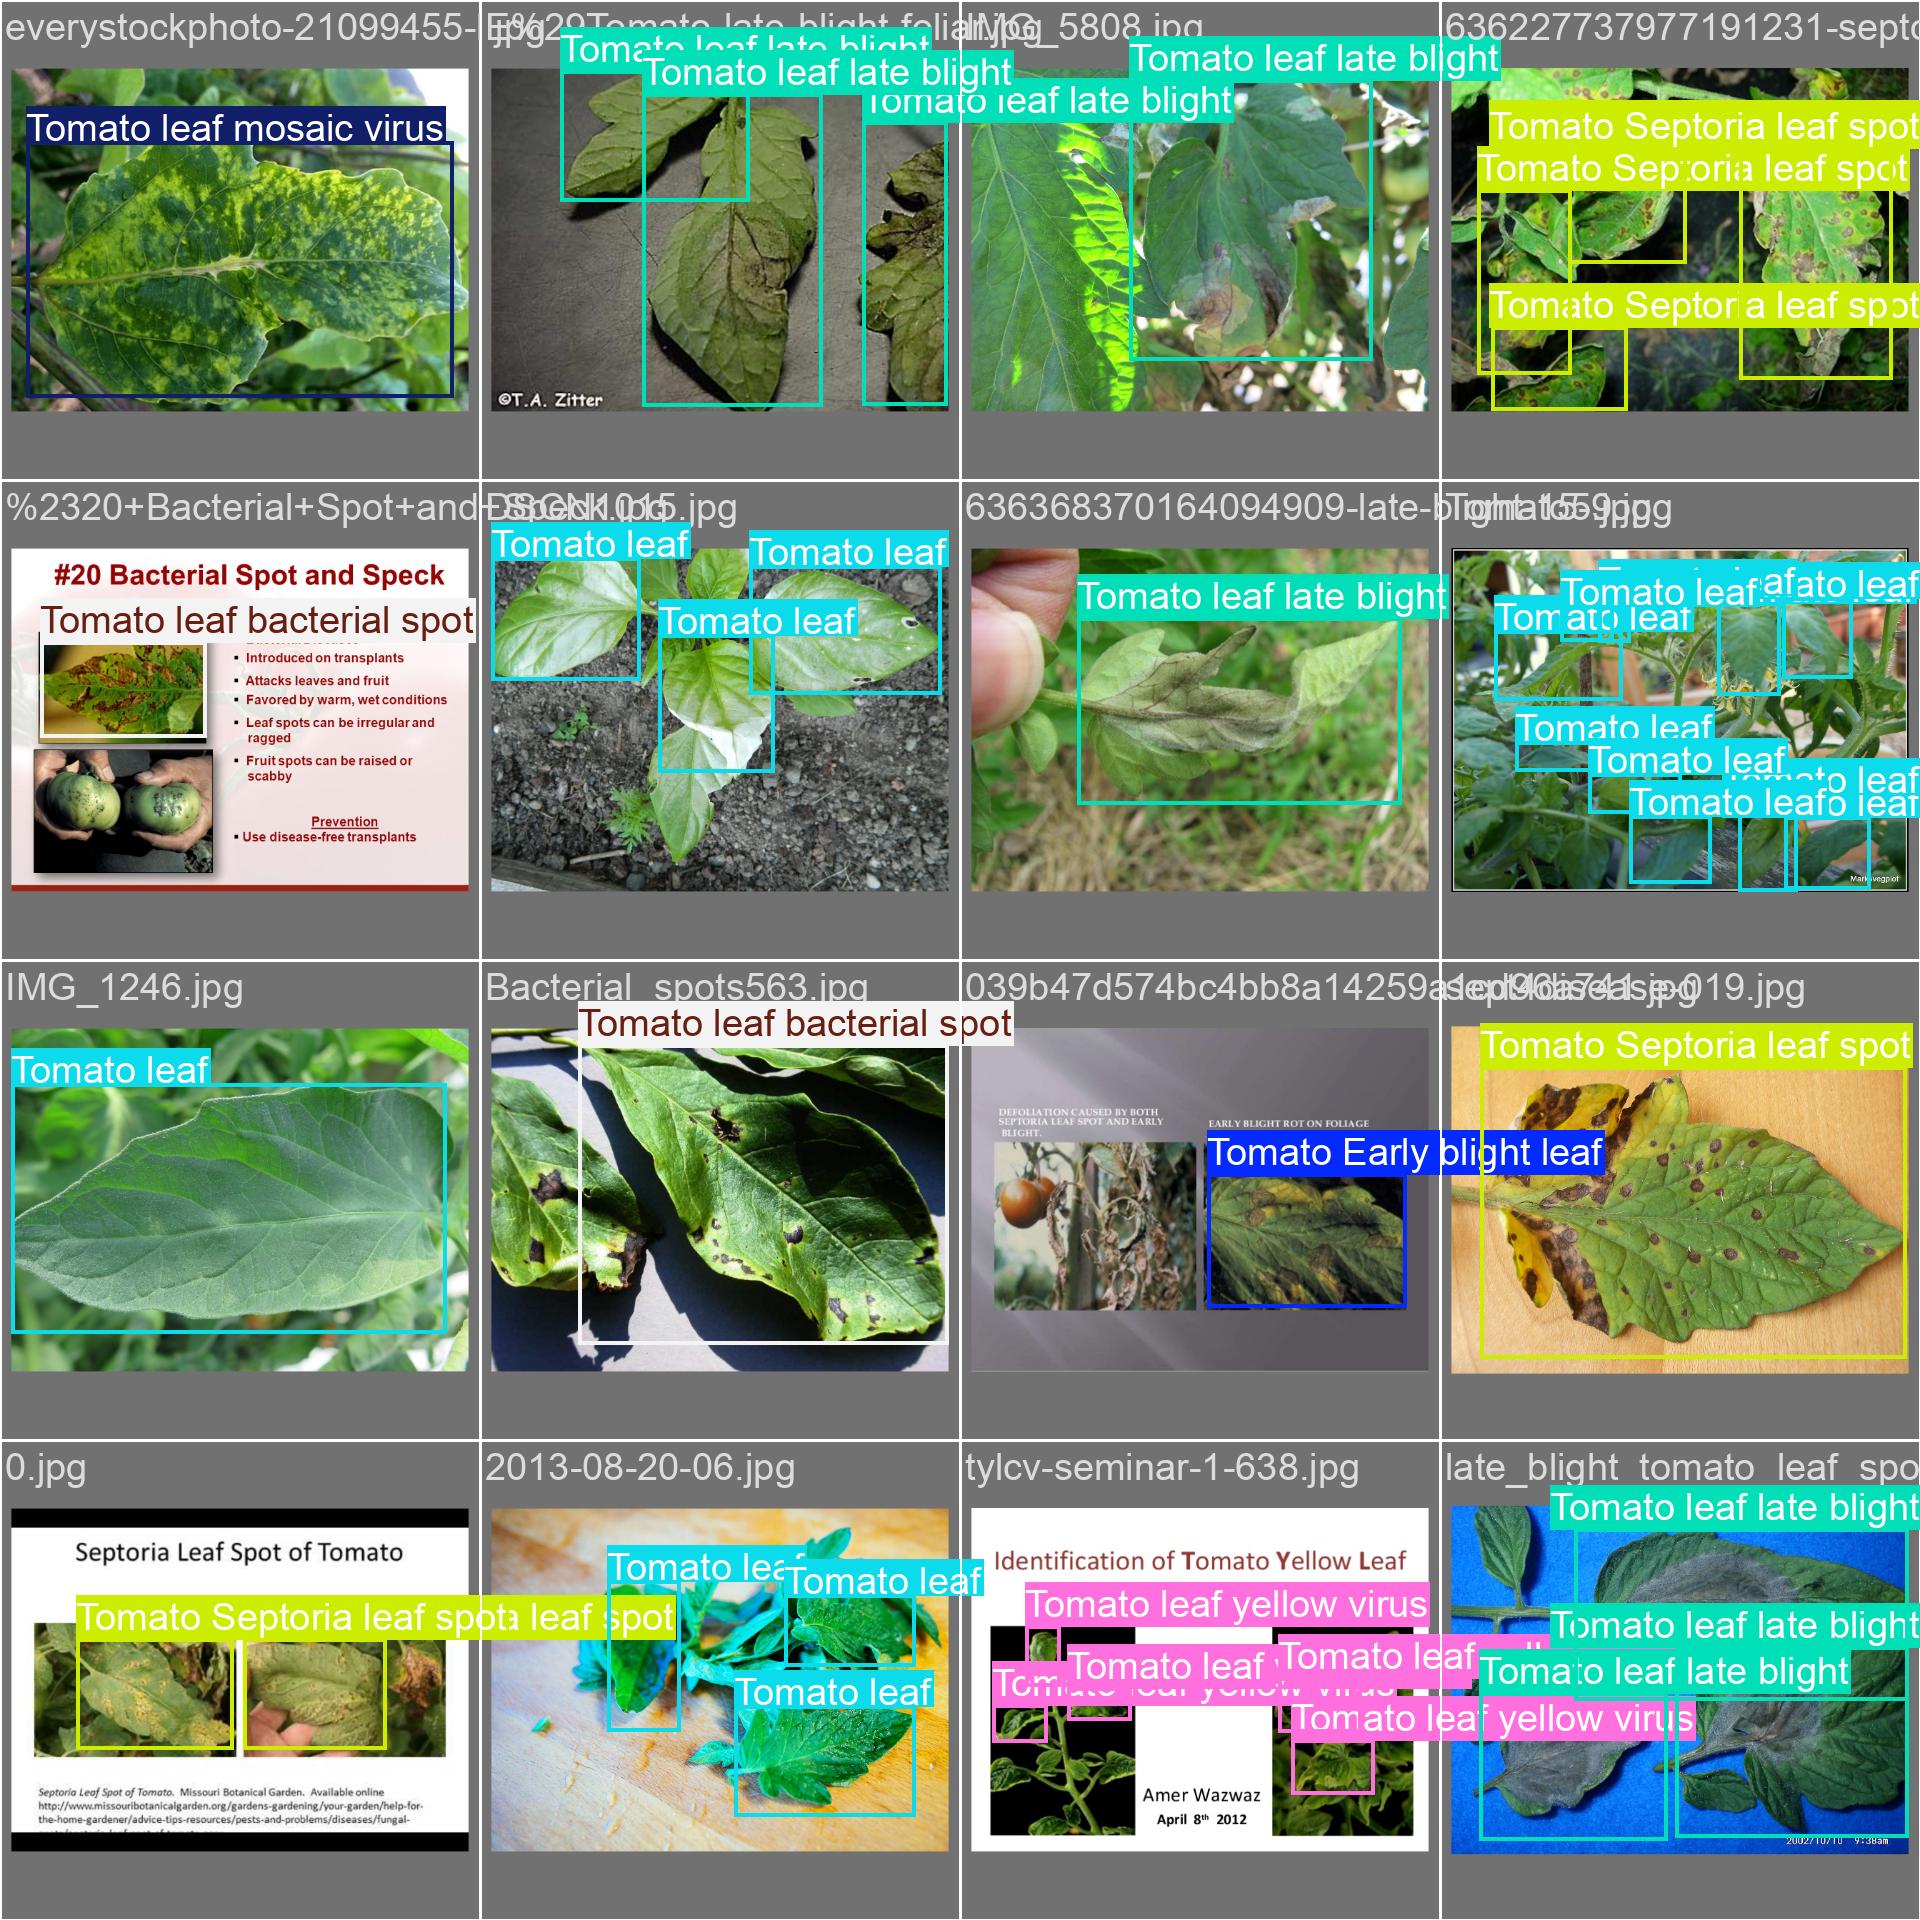 everystockphoto-21099455-
.jpg
E%29Tomato-late-blight-foliar.jpg
IMG_5808.jpg
636227737977191231-septo
Tomato leaf mosaic virus
Tomato leaf late blight
Tomato leaf late blight
Tomato leaf late blight
©T.A. Zitter
Tomato leaf late blight
Tomato Septoria leaf spot
Tomato Septoria leaf spot
Tomato Septoria leaf spot
%2320+Bacterial+Spot+and+Speck.jpg
DSCN1015.jpg
636368370164094909-late-blight-15-.jpg
#20 Bacterial Spot and Speck
Tomato leaf bacterial spot
▪ Introduced on transplants
▪ Attacks leaves and fruit
▪ Favored by warm, wet conditions
▪ Leaf spots can be irregular and
ragged
▪ Fruit spots can be raised or
scabby
Prevention
▪ Use disease-free transplants
Tomato leaf
Tomato leaf
Tomato leaf
Tomato leaf late blight
Tomato leaf
Tomato leaf
Tomato leaf
Tomato leaf
Tomato leaf
Tomato leaf
Tomato leaf
IMG_1246.jpg
Bacterial_spots563.jpg
039b47d574bc4bb8a14259a
-019.jpg
Tomato leaf
Tomato leaf bacterial spot
DEFOLIATION CAUSED BY BOTH
SEPTORIA LEAF SPOT AND EARLY
BLIGHT.
EARLY BLIGHT ROT ON FOLIAGE
Tomato Early blight leaf
Tomato Septoria leaf spot
0.jpg
2013-08-20-06.jpg
tylcv-seminar-1-638.jpg
late_blight_tomato_leaf_spo
Septoria Leaf Spot of Tomato
Tomato Septoria leaf spot
a leaf spot
Septoria Leaf Spot of Tomato. Missouri Botanical Garden. Available online
http://www.missouribotanicalgarden.org/gardens-gardening/your-garden/help-for-
the-home-gardener/advice-tips-resources/pests-and-problems/diseases/fungal-
Tomato leaf
Tomato leaf
Tomato leaf
Identification of Tomato Yellow Leaf
Tomato leaf yellow virus
Tomato leaf
Tomato leaf
Tomato leaf yellow virus
Tomato leaf yellow virus
Amer Wazwaz
April 8th 2012
Tomato leaf late blight
Tomato leaf late blight
Tomato leaf late blight
2002/10/10 9:38am